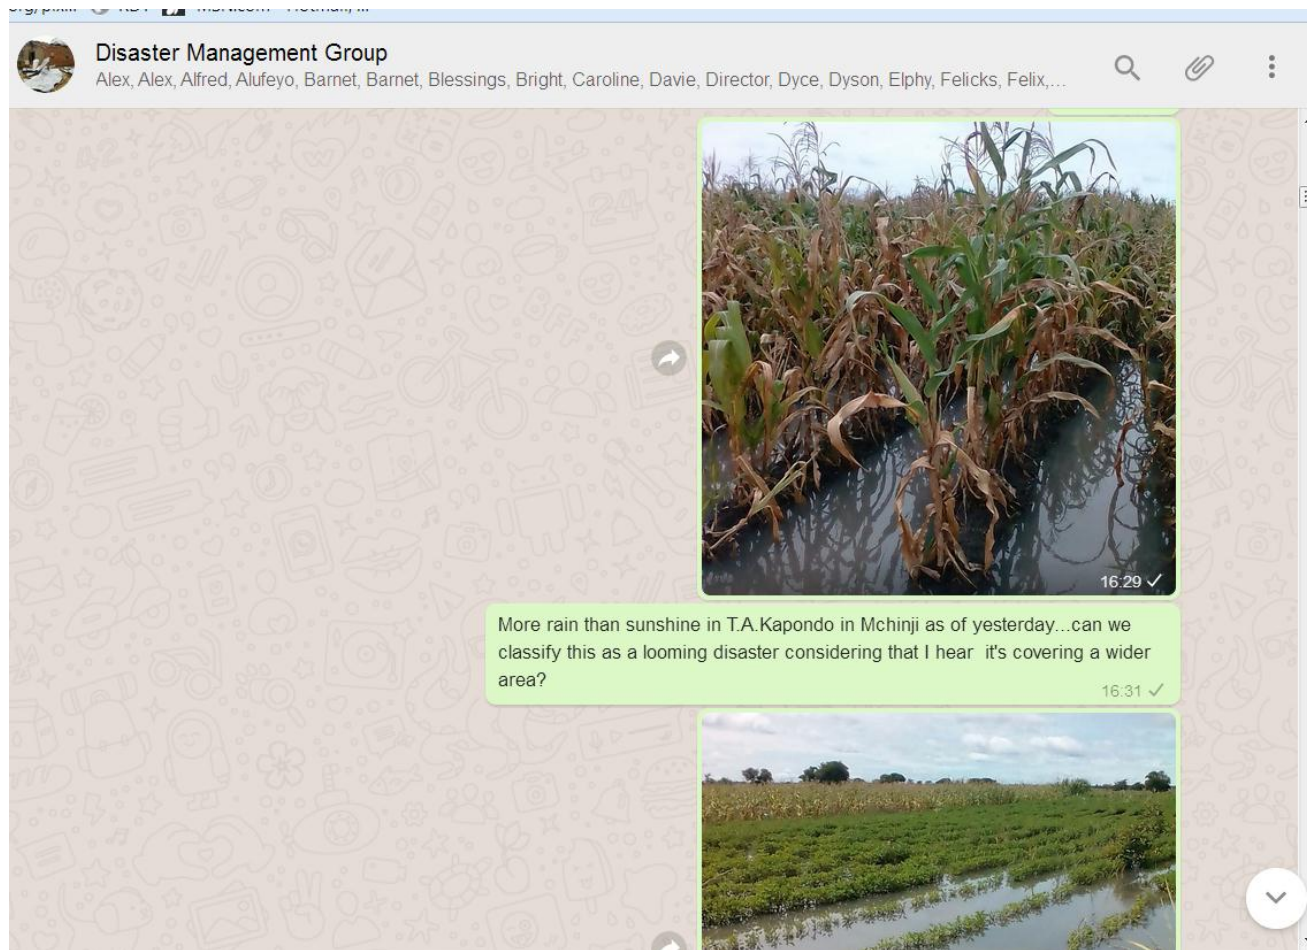 Disaster Management Group
Alex, Alex, Alfred, Alufeyo, Barnet, Barnet, Blessings, Bright, Caroline, Davie, Director, Dyce, Dyson, Elphy, Felicks, Felix,...
16:29
More rain than sunshine in T.A.Kapondo in Mchinji as of yesterday...can we
classify this as a looming disaster considering that I hear it's covering a wider
area?
16:31